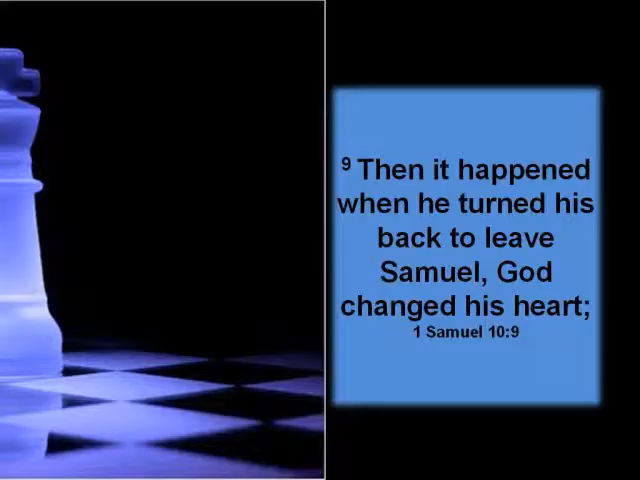 9 Then it happened
when he turned his
back to leave
Samuel, God
changed his heart;
1 Samuel 10:9